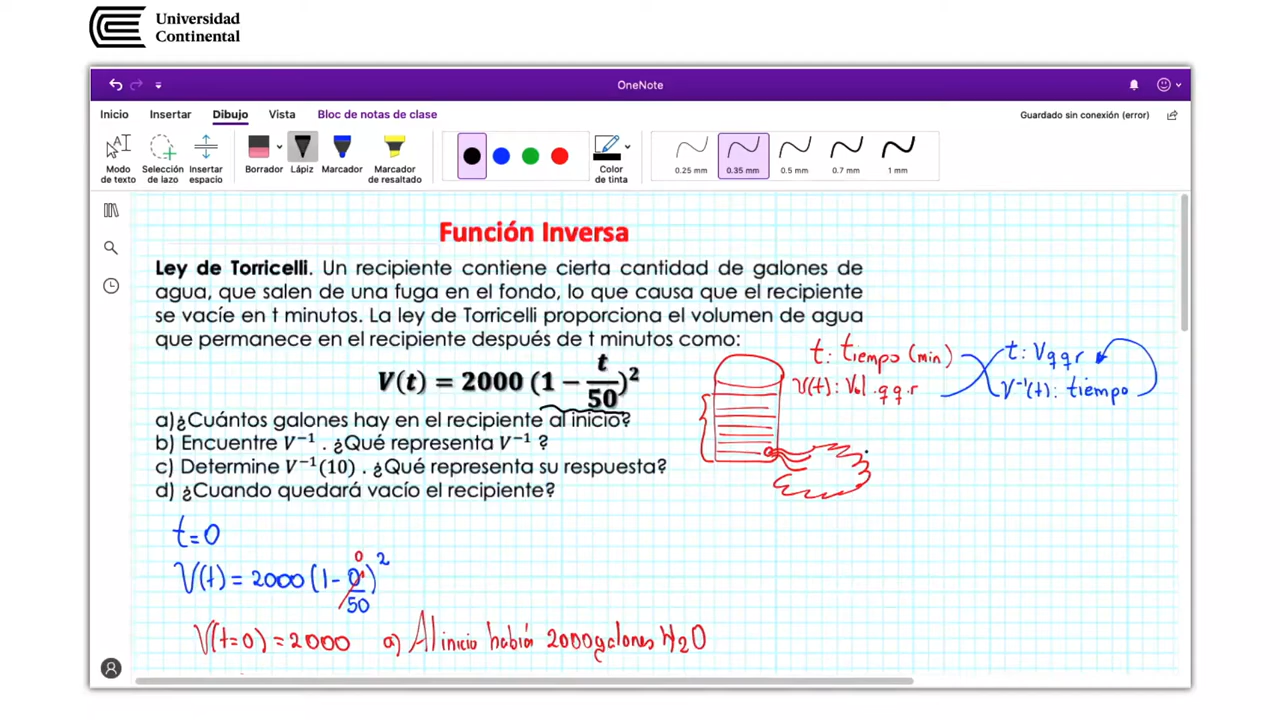 Universidad
Continental
OneNote
Inicio Insertar Dibujo Vista Bloc de notas de clase
Guardado sin conexión (error)
Modo de texto
Selección de lazo
Insertar espacio
Borrador
Lápiz
Marcador
Marcador de resaltado
Color de tinta
0.25 mm
0.35 mm
0.5 mm
0.7 mm
1 mm
Función Inversa
Ley de Torricelli. Un recipiente contiene cierta cantidad de galones de
agua, que salen de una fuga en el fondo, lo que causa que el recipiente
se vacíe en t minutos. La ley de Torricelli proporciona el volumen de agua
que permanece en el recipiente después de t minutos como:
V(t) = 2000 (1 − t/50)²
a)¿Cuántos galones hay en el recipiente al inicio?
b) Encuentre V⁻¹ . ¿Qué representa V⁻¹ ?
c) Determine V⁻¹(10) . ¿Qué representa su respuesta?
d) ¿Cuando quedará vacío el recipiente?
t: tiempo (min)
V(t): Vol .q q.r
t: Vqqr
V⁻¹(t): tiempo
t=0
V(t) = 2000 (1 - 0/50)²
0
V(t=0) = 2000 a) Al inicio había 2000galones H₂O